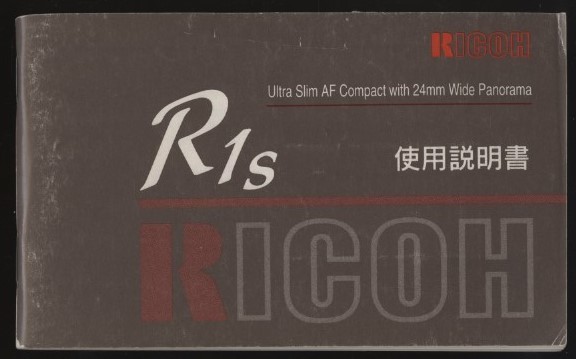 RICOH
Ultra Slim AF Compact with 24mm Wide Panorama
R1s
使用説明書
RICOH